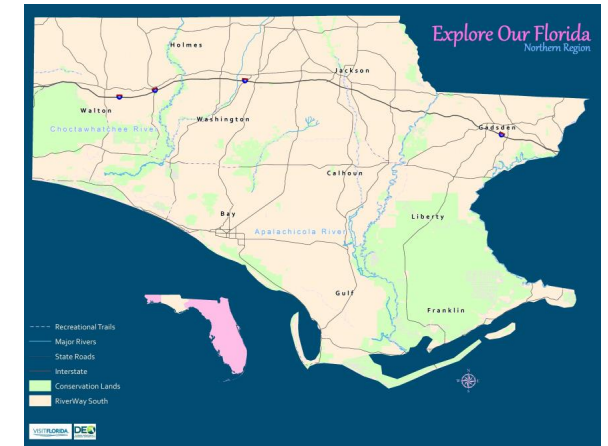 Explore Our Florida
Northern Region
Holmes
Jackson
Walton
Washington
Gadsden
Choctawhatchee River
Calhoun
Bay
Liberty
Apalachicola River
Gulf
Franklin
Recreational Trails
Major Rivers
State Roads
Interstate
Conservation Lands
RiverWay South
N
W
E
S
VISITFLORIDA.
DEO